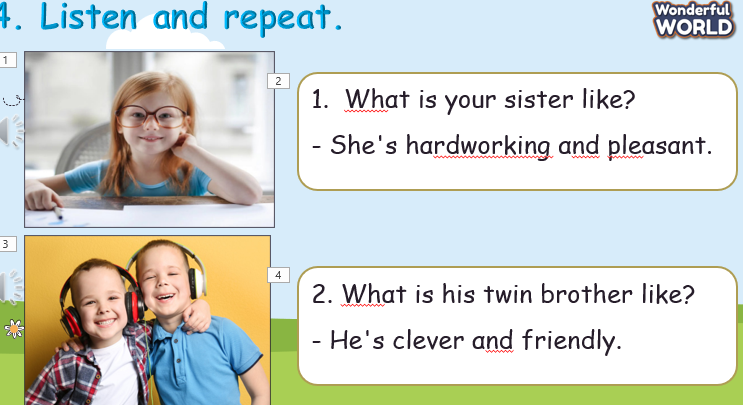 4. Listen and repeat.
Wonderful
WORLD
1
2
1. What is your sister like?
- She's hardworking and pleasant.
3
4
2. What is his twin brother like?
- He's clever and friendly.